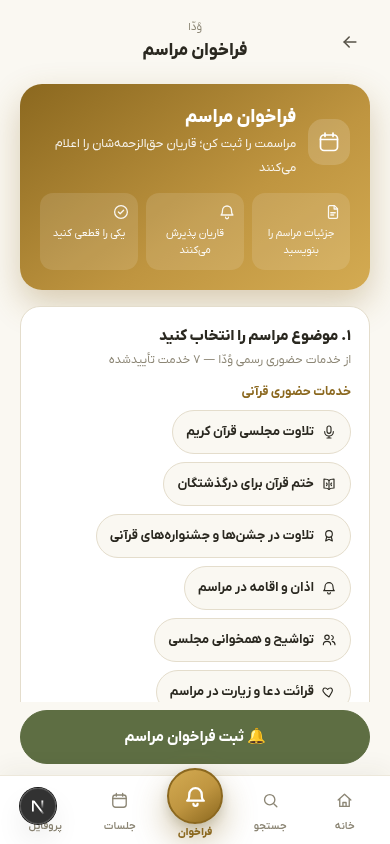 وُدّا
فراخوان مراسم
فراخوان مراسم
مراسمت را ثبت کن؛ قاریان حق‌الزحمه‌شان را اعلام
می‌کنند
جزئیات مراسم را
بنویسید
قاریان پذیرش
می‌کنند
یکی را قطعی کنید
۱. موضوع مراسم را انتخاب کنید
از خدمات حضوری رسمی وُدّا — ۷ خدمت تأییدشده
خدمات حضوری قرآنی
تلاوت مجلسی قرآن کریم
ختم قرآن برای درگذشتگان
تلاوت در جشن‌ها و جشنواره‌های قرآنی
اذان و اقامه در مراسم
تواشیح و همخوانی مجلسی
قرائت دعا و زیارت در مراسم
🔔 ثبت فراخوان مراسم
خانه
جستجو
فراخوان
جلسات
پروفایل
N